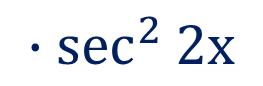 · sec² 2x